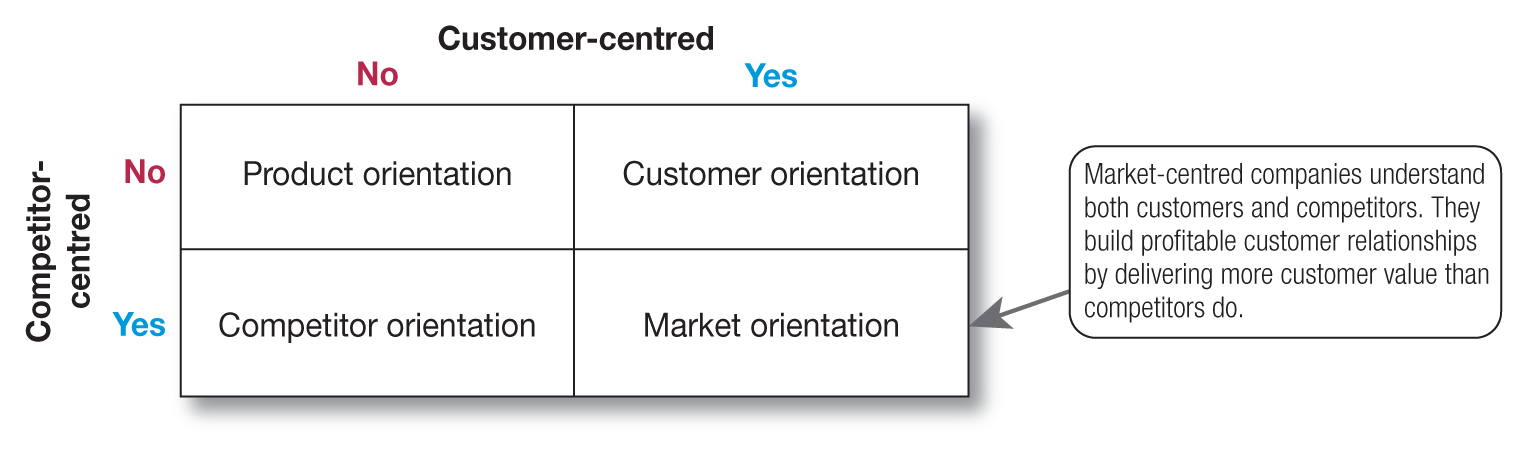 Customer-centred
No
Yes
Competitor-
centred
No
Product orientation
Customer orientation
Yes
Competitor orientation
Market orientation
Market-centred companies understand
both customers and competitors. They
build profitable customer relationships
by delivering more customer value than
competitors do.